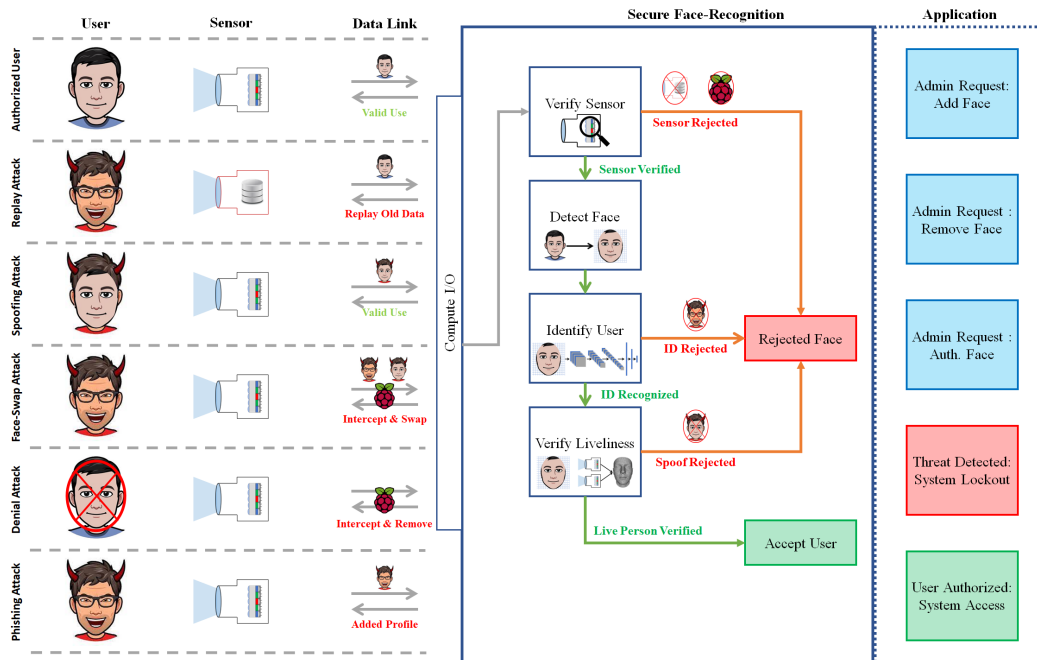 User
Sensor
Data Link
Secure Face-Recognition
Application
Authorized User
Valid Use
Replay Attack
Replay Old Data
Spoofing Attack
Valid Use
Face-Swap Attack
Intercept & Swap
Denial Attack
Intercept & Remove
Phishing Attack
Added Profile
Compute I/O
Verify Sensor
Sensor Rejected
Sensor Verified
Detect Face
Identify User
ID Rejected
Rejected Face
ID Recognized
Verify Liveliness
Spoof Rejected
Live Person Verified
Accept User
Admin Request:
Add Face
Admin Request :
Remove Face
Admin Request :
Auth. Face
Threat Detected:
System Lockout
User Authorized:
System Access